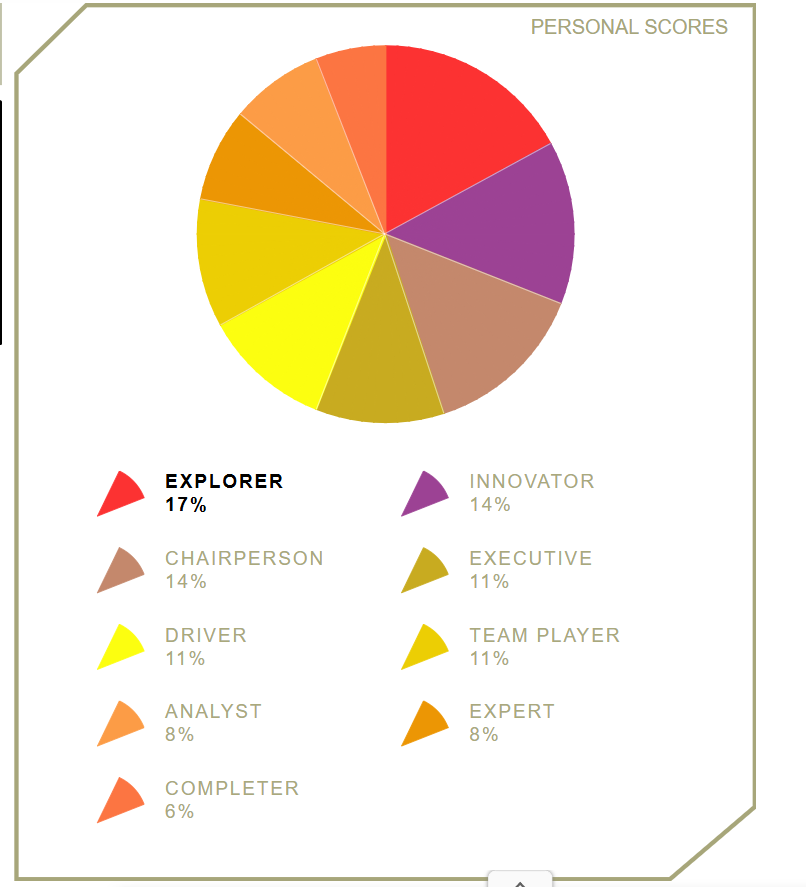 PERSONAL SCORES
EXPLORER
17%
INNOVATOR
14%
CHAIRPERSON
14%
EXECUTIVE
11%
DRIVER
11%
TEAM PLAYER
11%
ANALYST
8%
EXPERT
8%
COMPLETER
6%